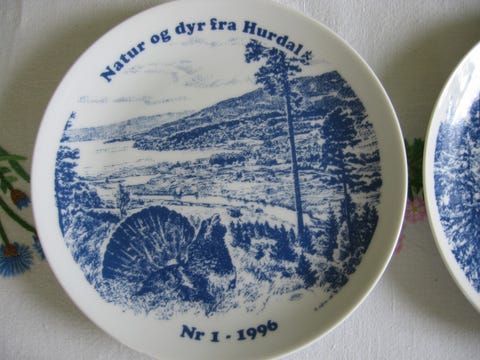 Natur og dyr fra Hurdal
Nr 1 - 1996